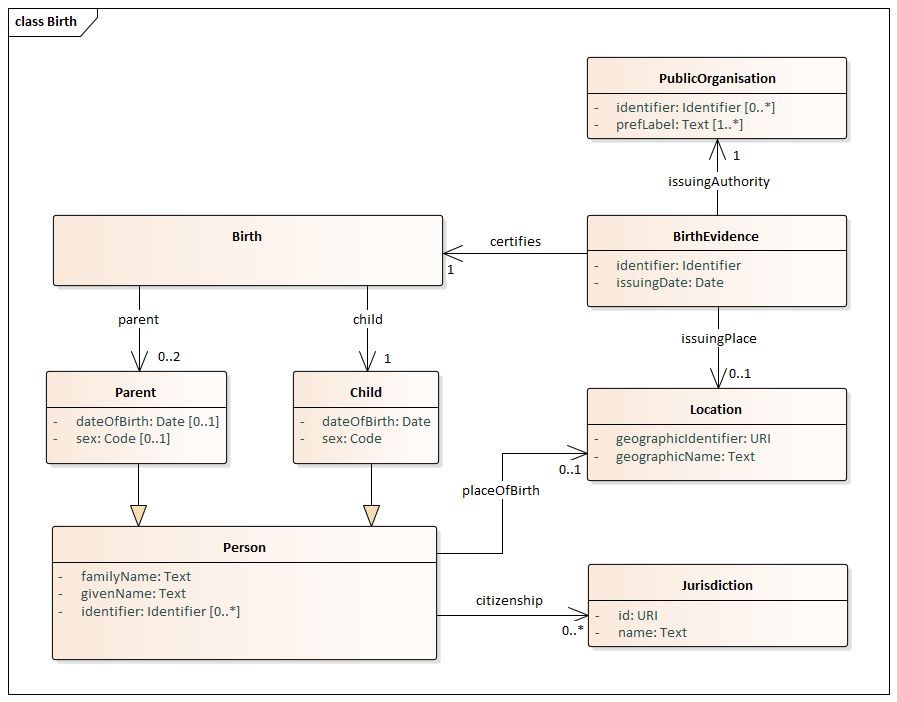 class Birth
PublicOrganisation
- identifier: Identifier [0..*]
- prefLabel: Text [1..*]
1
issuingAuthority
Birth
certifies
1
BirthEvidence
- identifier: Identifier
- issuingDate: Date
parent
0..2
child
1
issuingPlace
0..1
Parent
- dateOfBirth: Date [0..1]
- sex: Code [0..1]
Child
- dateOfBirth: Date
- sex: Code
Location
- geographicIdentifier: URI
- geographicName: Text
0..1
placeOfBirth
Person
- familyName: Text
- givenName: Text
- identifier: Identifier [0..*]
citizenship
0..*
Jurisdiction
- id: URI
- name: Text